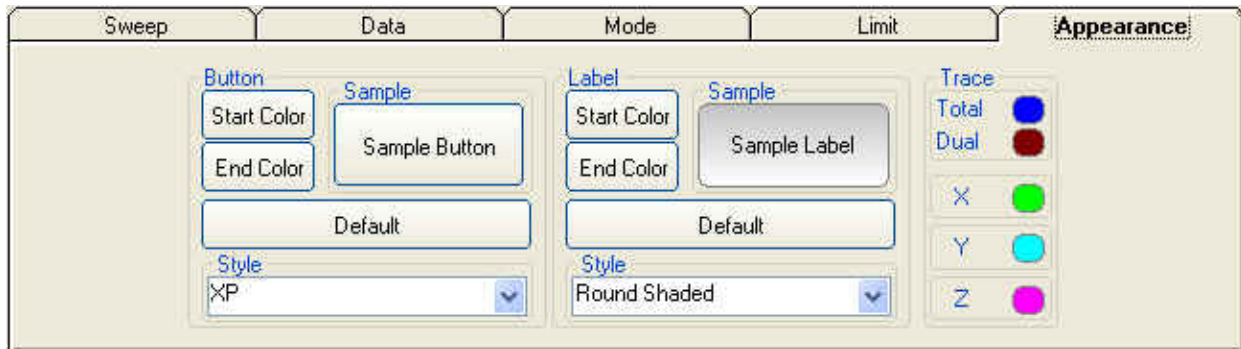 Sweep Data Mode Limit Appearance
Button
Start Color
End Color
Sample
Sample Button
Default
Style
XP
Label
Start Color
End Color
Sample
Sample Label
Default
Style
Round Shaded
Trace
Total
Dual
X
Y
Z